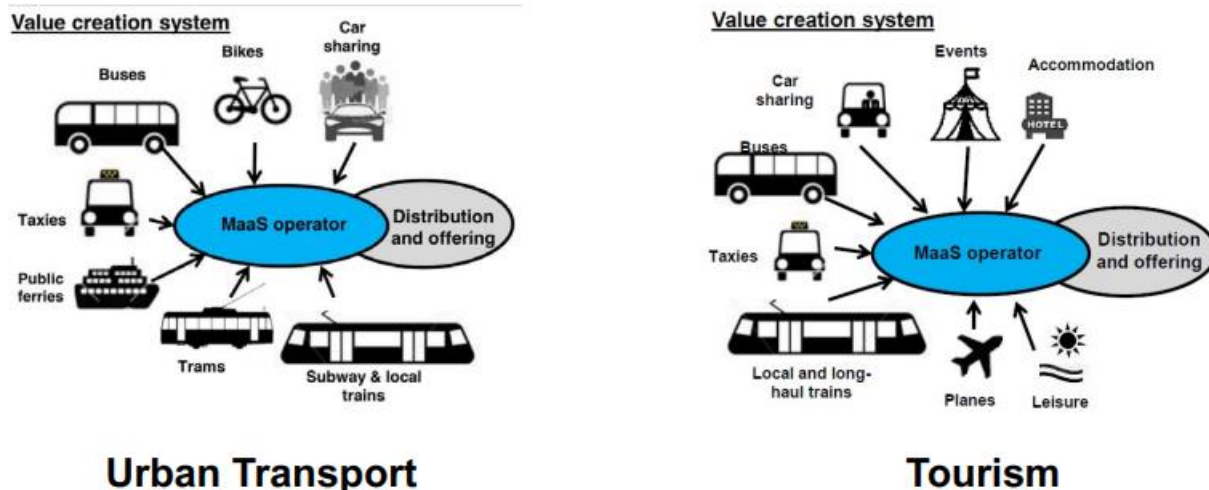 Value creation system
Bikes
Car
sharing
Buses
Taxies
MaaS operator
Distribution
and offering
Public
ferries
Trams
Subway & local
trains
Urban Transport
Value creation system
Events
Accommodation
Car
sharing
HOTEL
Buses
Taxies
MaaS operator
Distribution
and offering
Local and long-
haul trains
Planes
Leisure
Tourism